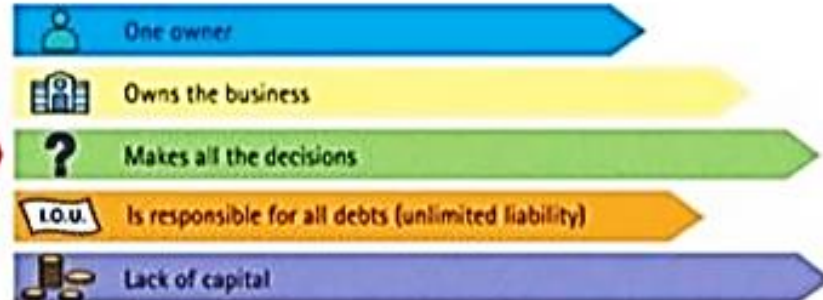 One owner
Owns the business
?
Makes all the decisions
I.O.U.
Is responsible for all debts (unlimited liability)
Lack of capital